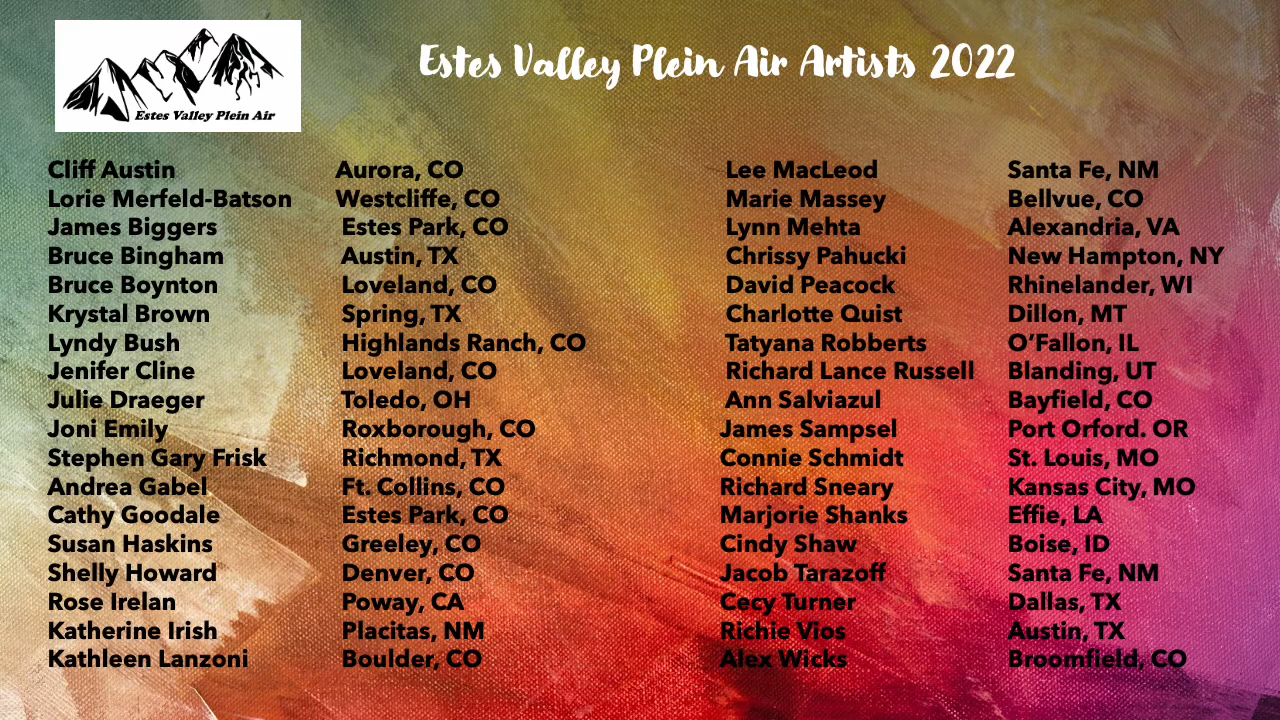 Estes Valley Plein Air
Estes Valley Plein Air Artists 2022
Cliff Austin Aurora, CO
Lorie Merfeld-Batson Westcliffe, CO
James Biggers Estes Park, CO
Bruce Bingham Austin, TX
Bruce Boynton Loveland, CO
Krystal Brown Spring, TX
Lyndy Bush Highlands Ranch, CO
Jenifer Cline Loveland, CO
Julie Draeger Toledo, OH
Joni Emily Roxborough, CO
Stephen Gary Frisk Richmond, TX
Andrea Gabel Ft. Collins, CO
Cathy Goodale Estes Park, CO
Susan Haskins Greeley, CO
Shelly Howard Denver, CO
Rose Irelan Poway, CA
Katherine Irish Placitas, NM
Kathleen Lanzoni Boulder, CO
Lee MacLeod Santa Fe, NM
Marie Massey Bellvue, CO
Lynn Mehta Alexandria, VA
Chrissy Pahucki New Hampton, NY
David Peacock Rhinelander, WI
Charlotte Quist Dillon, MT
Tatyana Robberts O’Fallon, IL
Richard Lance Russell Blanding, UT
Ann Salviazul Bayfield, CO
James Sampsel Port Orford. OR
Connie Schmidt St. Louis, MO
Richard Sneary Kansas City, MO
Marjorie Shanks Effie, LA
Cindy Shaw Boise, ID
Jacob Tarazoff Santa Fe, NM
Cecy Turner Dallas, TX
Richie Vios Austin, TX
Alex Wicks Broomfield, CO